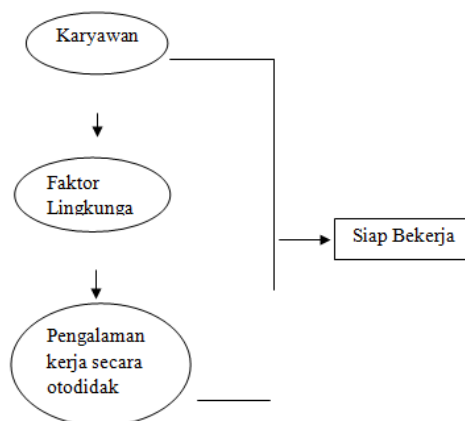 Karyawan
Faktor
Lingkunga
Siap Bekerja
Pengalaman
kerja secara
otodidak